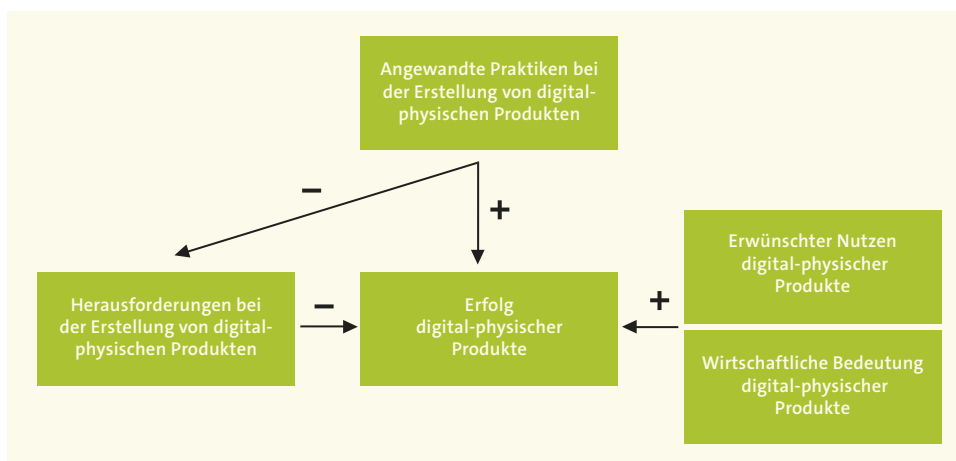 Angewandte Praktiken bei
der Erstellung von digital-
physischen Produkten
−
+
Erwünschter Nutzen
digital-physischer
Produkte
Herausforderungen bei
der Erstellung von digital-
physischen Produkten
−
Erfolg
digital-physischer
Produkte
+
Wirtschaftliche Bedeutung
digital-physischer
Produkte